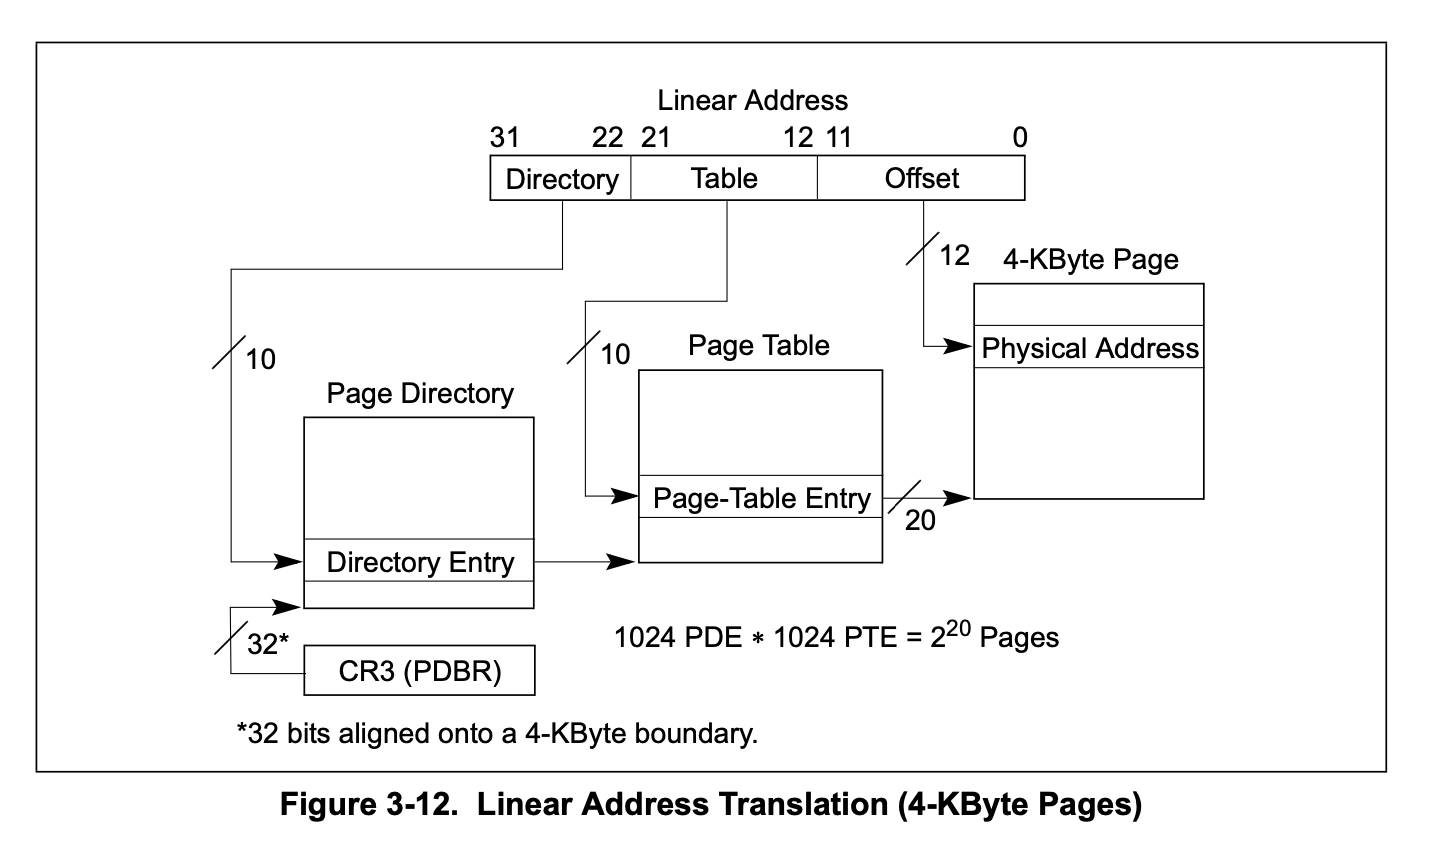 Linear Address
31 22 21 12 11 0
Directory Table Offset
12
4-KByte Page
10
10
Page Table
Physical Address
Page Directory
Page-Table Entry
20
Directory Entry
32*
1024 PDE ∗ 1024 PTE = 2²⁰ Pages
CR3 (PDBR)
*32 bits aligned onto a 4-KByte boundary.
Figure 3-12. Linear Address Translation (4-KByte Pages)